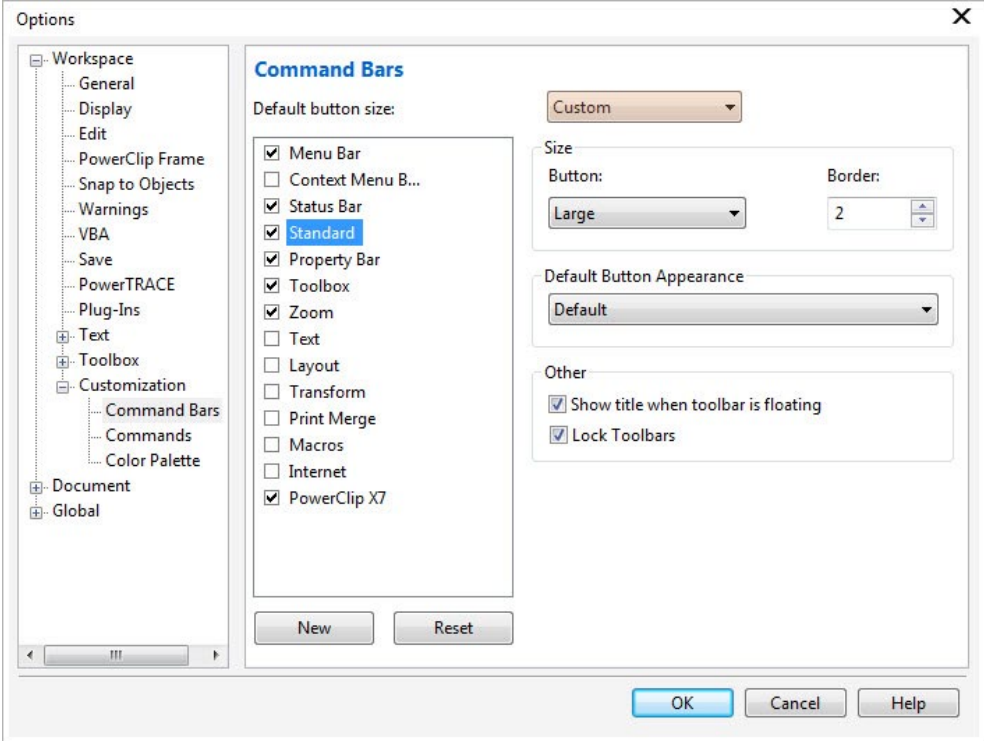 Options
Workspace
General
Display
Edit
PowerClip Frame
Snap to Objects
Warnings
VBA
Save
PowerTRACE
Plug-Ins
Text
Toolbox
Customization
Command Bars
Commands
Color Palette
Document
Global
Command Bars
Default button size:
Custom
Menu Bar
Context Menu B...
Status Bar
Standard
Property Bar
Toolbox
Zoom
Text
Layout
Transform
Print Merge
Macros
Internet
PowerClip X7
New Reset
Size
Button: Border:
Large 2
Default Button Appearance
Default
Other
Show title when toolbar is floating
Lock Toolbars
OK Cancel Help